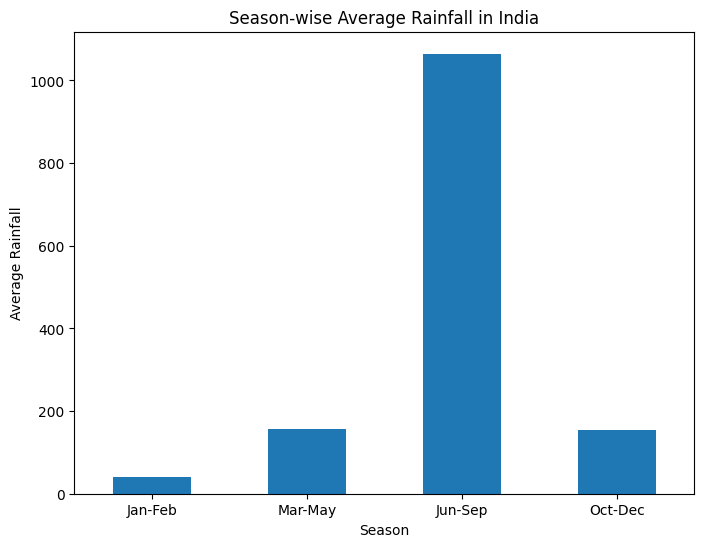 Season-wise Average Rainfall in India
Average Rainfall
1000
800
600
400
200
0
Jan-Feb
Mar-May
Jun-Sep
Oct-Dec
Season